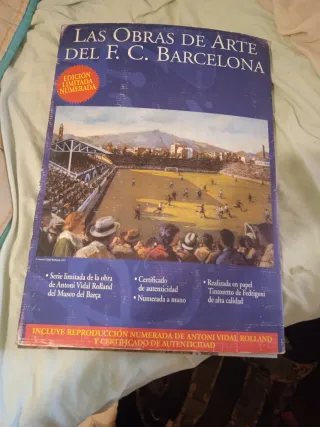 LAS OBRAS DE ARTE
DEL F. C. BARCELONA
EDICIÓN
LIMITADA
NUMERADA
• Serie limitada de la obra
de Antoni Vidal Rolland
del Museo del Barça
• Certificado
de autenticidad
• Numerada a mano
• Realizada en papel
Tintoretto de Fedrigoni
de alta calidad
INCLUYE REPRODUCCIÓN NUMERADA DE ANTONI VIDAL ROLLAND
Y CERTIFICADO DE AUTENTICIDAD